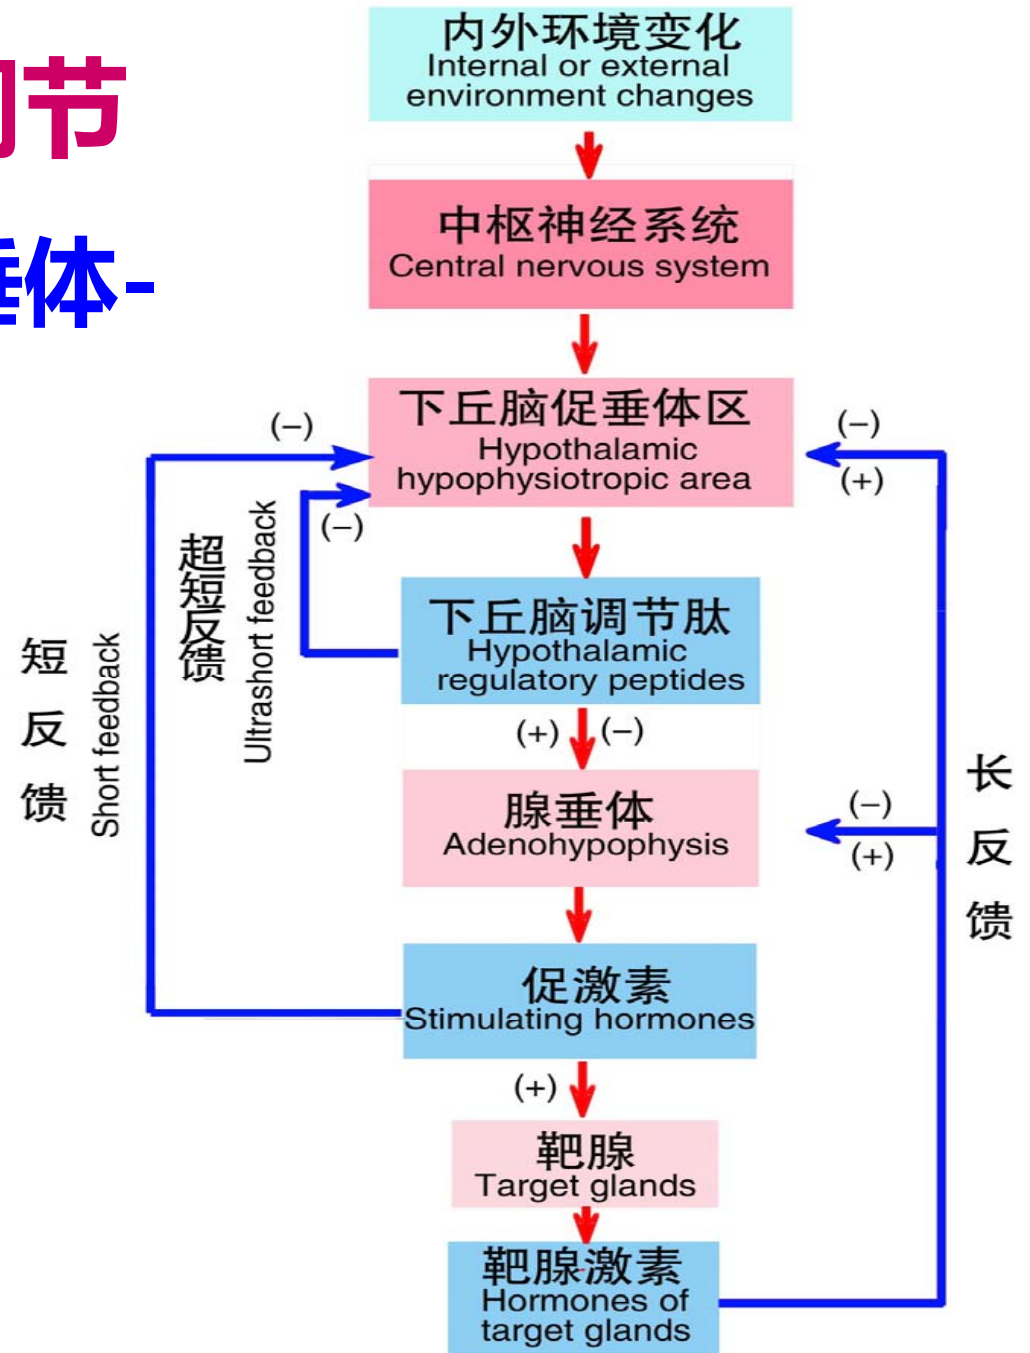 内外环境变化
Internal or external
environment changes
节
中枢神经系统
Central nervous system
垂体-
下丘脑促垂体区
Hypothalamic
hypophysiotropic area
(–)
(–)
(–)
(+)
超短反馈
Ultrashort feedback
短反馈
Short feedback
下丘脑调节肽
Hypothalamic
regulatory peptides
(+)
(–)
腺垂体
Adenohypophysis
(–)
(+)
长反馈
促激素
Stimulating hormones
(+)
靶腺
Target glands
靶腺激素
Hormones of
target glands